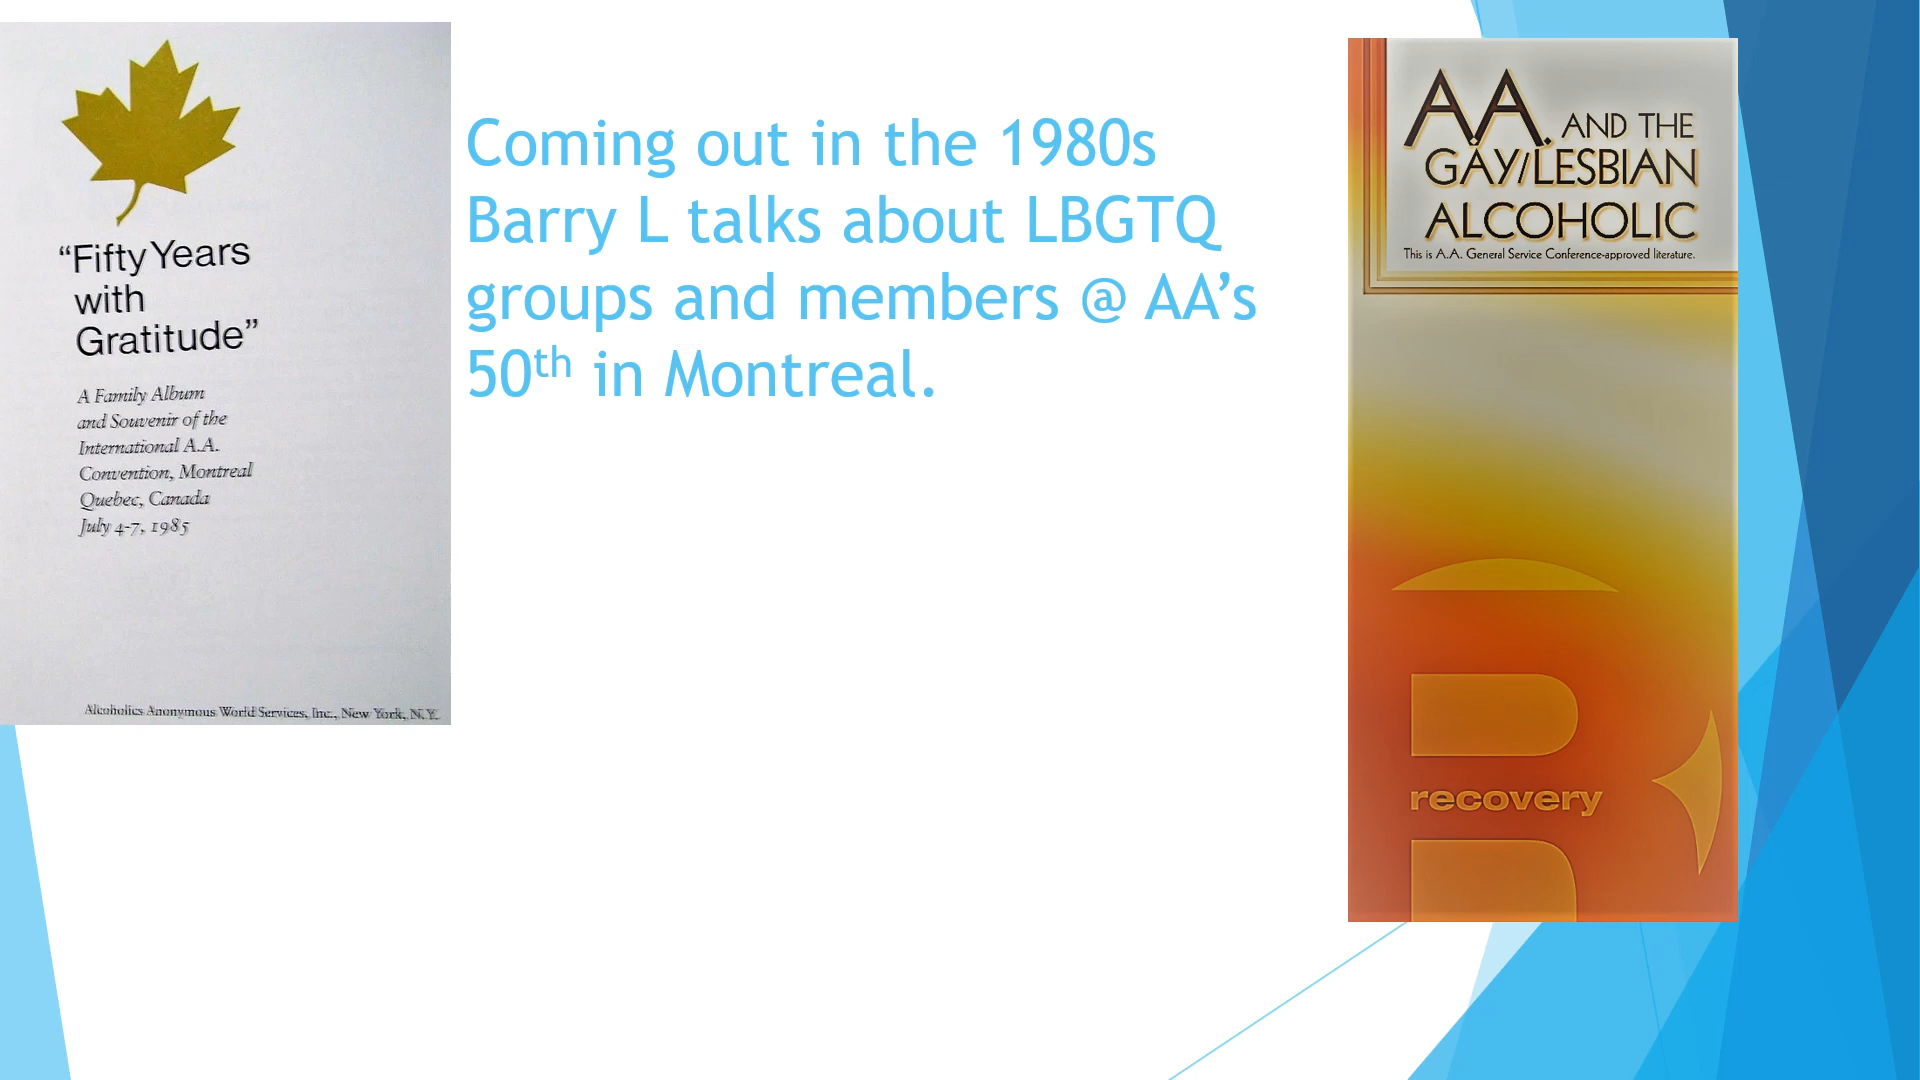 “Fifty Years
with
Gratitude”
A Family Album
and Souvenir of the
International A.A.
Convention, Montreal
Quebec, Canada
July 4-7, 1985
Alcoholics Anonymous World Services, Inc., New York, N.Y.
Coming out in the 1980s
Barry L talks about LBGTQ
groups and members @ AA’s
50th in Montreal.
A.A. AND THE
GAY/LESBIAN
ALCOHOLIC
This is A.A. General Service Conference-approved literature.
recovery